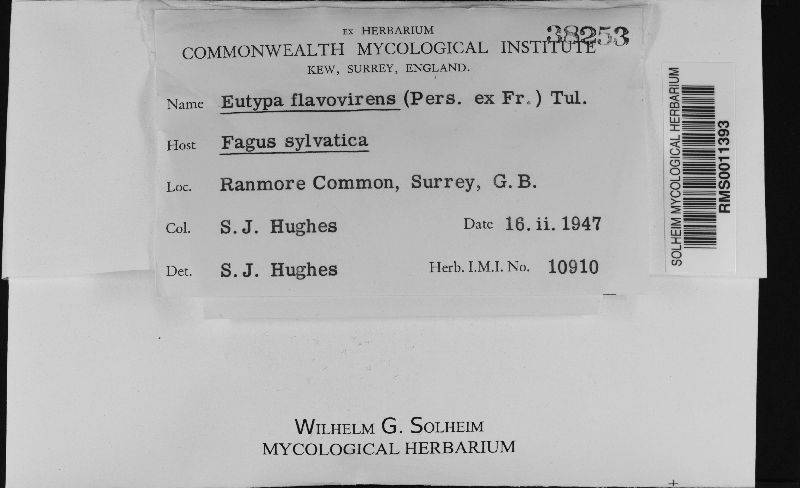 EX HERBARIUM
38253
COMMONWEALTH MYCOLOGICAL INSTITUTE
KEW, SURREY, ENGLAND.
Name Eutypa flavovirens (Pers. ex Fr.) Tul.
Host Fagus sylvatica
Loc. Ranmore Common, Surrey, G.B.
Col. S.J. Hughes Date 16.ii.1947
Det. S.J. Hughes Herb. I.M.I. No. 10910
SOLHEIM MYCOLOGICAL HERBARIUM
RMS0011393
WILHELM G. SOLHEIM
MYCOLOGICAL HERBARIUM